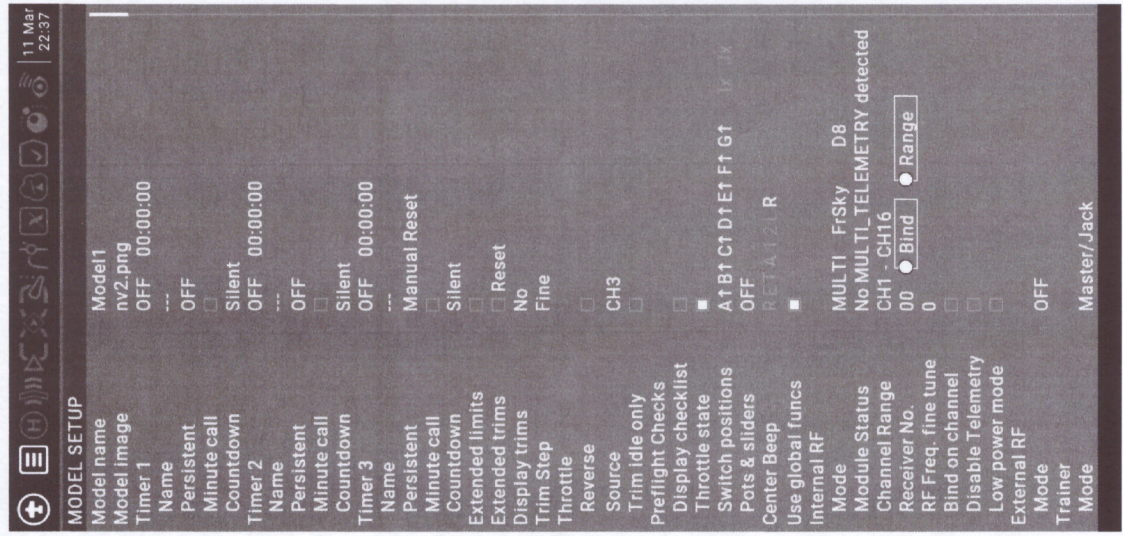 11 Mar
22:37
MODEL SETUP
Model name Model1
Model image nv2.png
Timer 1 OFF 00:00:00
Name ---
Persistent OFF
Minute call
Countdown Silent
Timer 2 OFF 00:00:00
Name ---
Persistent OFF
Minute call
Countdown Silent
Timer 3 OFF 00:00:00
Name ---
Persistent Manual Reset
Minute call
Countdown Silent
Extended limits
Extended trims Reset
Display trims No
Trim Step Fine
Throttle
Reverse
Source CH3
Trim idle only
Preflight Checks
Display checklist
Throttle state
Switch positions A↑ B↑ C↑ D↑ E↑ F↑ G↑
Pots & sliders OFF
Center Beep R E T A 1 2 L R
Use global funcs
Internal RF
Mode MULTI FrSky D8
Module Status No MULTI_TELEMETRY detected
Channel Range CH1 - CH16
Receiver No. 00 Bind Range
RF Freq. fine tune 0
Bind on channel
Disable Telemetry
Low power mode
External RF
Mode OFF
Trainer
Mode Master/Jack